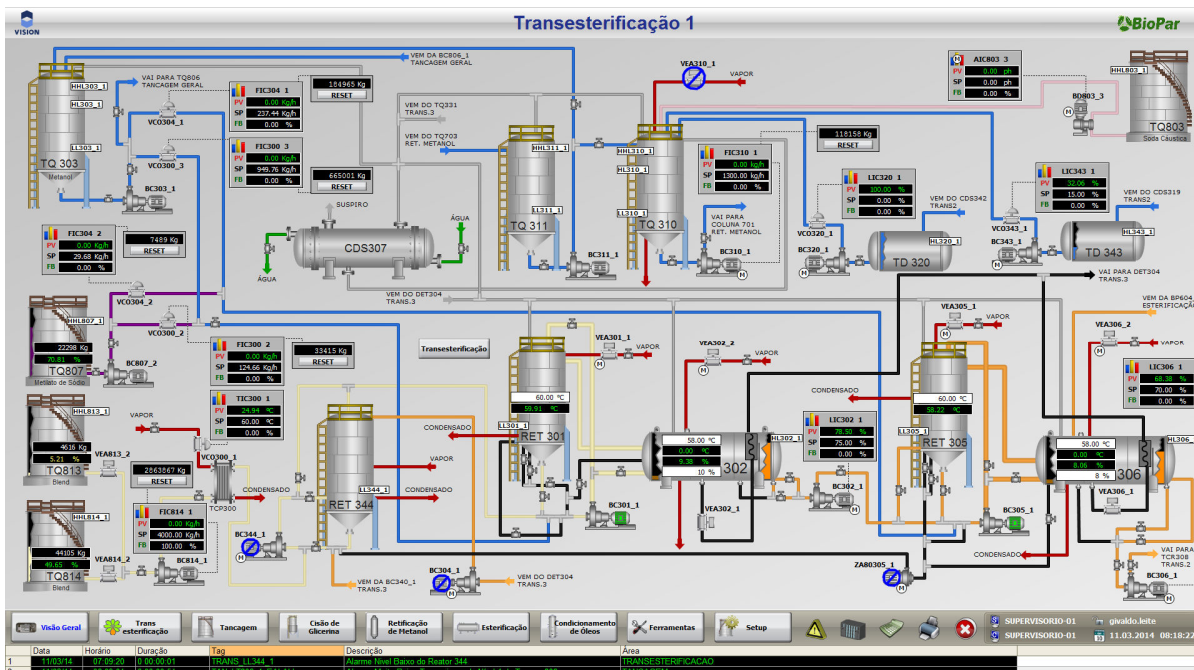 VISION
Transesterificação 1
BioPar
VEM DA BC806_1
TANCAGEM GERAL
VAI PARA TQ806
TANCAGEM GERAL
HHL303_1
HL303_1
LL303_1
TQ 303
Metanol
VCO304_1
VCO300_3
BC303_1
FIC304 1
PV 0.00 Kg/h
SP 237.44 Kg/h
FB 0.00 %
184965 Kg
RESET
FIC300 3
PV 0.00 Kg/h
SP 949.76 Kg/h
FB 0.00 %
665001 Kg
RESET
VEM DO TQ331
TRANS.3
VEM DO TQ703
RET. METANOL
SUSPIRO
CDS307
ÁGUA
ÁGUA
VEM DO DET304
TRANS.3
HHL311_1
LL311_1
TQ 311
BC311_1
VEA310_1
VAPOR
HHL310_1
HL310_1
LL310_1
TQ 310
BC310_1
M
FIC310 1
PV 0.00 kg/h
SP 1300.00 kg/h
FB 0.00 %
118158 Kg
RESET
VAI PARA
COLUNA 701
RET. METANOL
AIC803 3
PV 0.00 ph
SP 0.00 ph
FB 0.00 %
BD803_3
M
HHL803_1
TQ803
Soda Cáustica
LIC320 1
PV 100.00 %
SP 0.00 %
FB 0.00 %
VCO320_1
BC320_1
M
VEM DO CDS342
TRANS2
HL320_1
TD 320
LIC343 1
PV 32.06 %
SP 15.00 %
FB 0.00 %
VCO343_1
BC343_1
M
VEM DO CDS319
TRANS2
HL343_1
TD 343
VAI PARA DET304
TRANS.3
VEM DA BP604
ESTERIFICAÇÃO
FIC304 2
PV 0.00 Kg/h
SP 29.68 Kg/h
FB 0.00 %
7489 Kg
RESET
VCO304_2
VCO300_2
HHL807_1
22298 Kg
70.81 %
TQ807
Metilato de Sódio
BC807_2
FIC300 2
PV 0.00 Kg/h
SP 124.66 Kg/h
FB 0.00 %
33415 Kg
RESET
TIC300 1
PV 24.94 ºC
SP 60.00 ºC
FB 0.00 %
HHL813_1
4616 Kg
5.21 %
TQ813
Blend
VAPOR
VEA813_2
VCO300_1
2863867 Kg
RESET
TCP300
CONDENSADO
HHL814_1
44105 Kg
49.65 %
TQ814
Blend
VEA814_2
FIC814 1
PV 0.00 Kg/h
SP 4000.00 Kg/h
FB 100.00 %
BC814_1
M
BC344_1
M
RET 344
LL344_1
VAPOR
CONDENSADO
CONDENSADO
VEM DA BC340_1
TRANS.3
BC304_1
M
VEM DO DET304
TRANS.3
Transesterificação
VEA301_1
VAPOR
M
60.00 ºC
59.91 ºC
LL301_1
RET 301
BC301_1
M
VEA302_2
VAPOR
M
58.00 ºC
0.00 ºC
9.38 %
10 %
302
HL302_1
VEA302_1
M
LIC302 1
PV 78.50 %
SP 75.00 %
FB 0.00 %
BC302_1
M
CONDENSADO
VEA305_1
VAPOR
M
60.00 ºC
58.22 ºC
LL305_1
RET 305
BC305_1
M
CONDENSADO
ZA80305_1
M
VEA306_2
VAPOR
M
LIC306 1
PV 68.38 %
SP 70.00 %
FB 0.00 %
58.00 ºC
0.00 ºC
8.06 %
8 %
306
HL306_
VEA306_1
M
VAI PARA
TCR308
TRANS.2
BC306_1
M
Visão Geral
Trans
esterificação
Tancagem
Cisão de
Glicerina
Retificação
de Metanol
Esterificação
Condicionamento
de Óleos
Ferramentas
Setup
SUPERVISORIO-01
givaldo.leite
SUPERVISORIO-01
11.03.2014 08:18:22
Data Horário Duração Tag Descrição Área
1 11/03/14 07:09:20 0 00:00:01 TRANS_LL344_1 Alarme Nivel Baixo do Reator 344 TRANSESTERIFICACAO